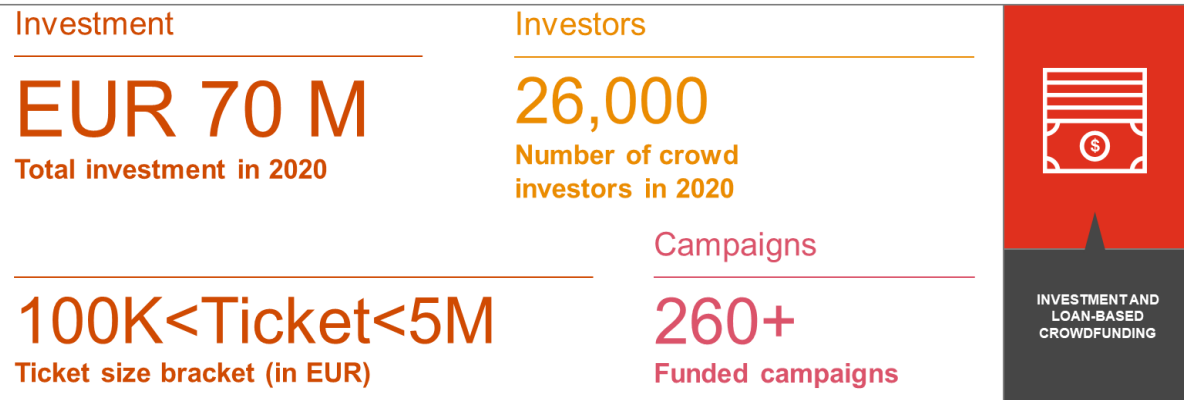 Investment
EUR 70 M
Total investment in 2020
Investors
26,000
Number of crowd
investors in 2020
100K<Ticket<5M
Ticket size bracket (in EUR)
Campaigns
260+
Funded campaigns
$
INVESTMENT AND
LOAN-BASED
CROWDFUNDING